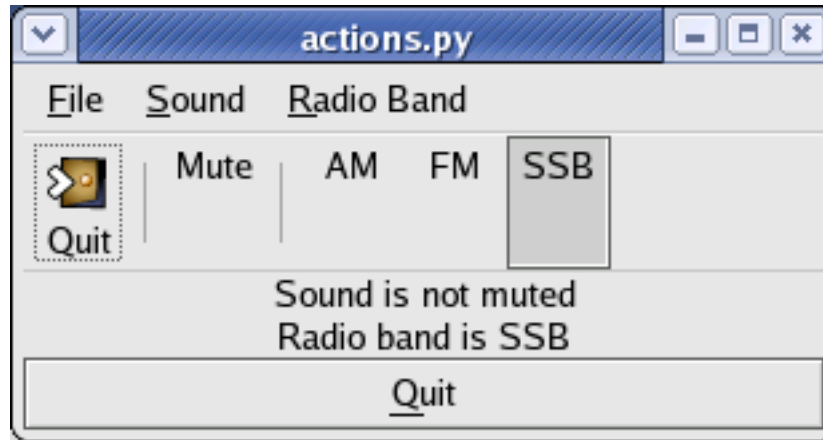 actions.py
File Sound Radio Band
Mute AM FM SSB
Quit
Sound is not muted
Radio band is SSB
Quit